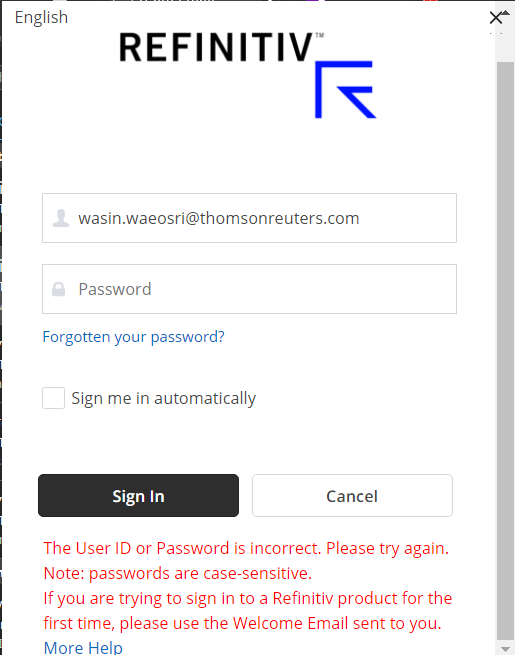 English
REFINITIV™
wasin.waeosri@thomsonreuters.com
Password
Forgotten your password?
Sign me in automatically
Sign In
Cancel
The User ID or Password is incorrect. Please try again.
Note: passwords are case-sensitive.
If you are trying to sign in to a Refinitiv product for the
first time, please use the Welcome Email sent to you.
More Help